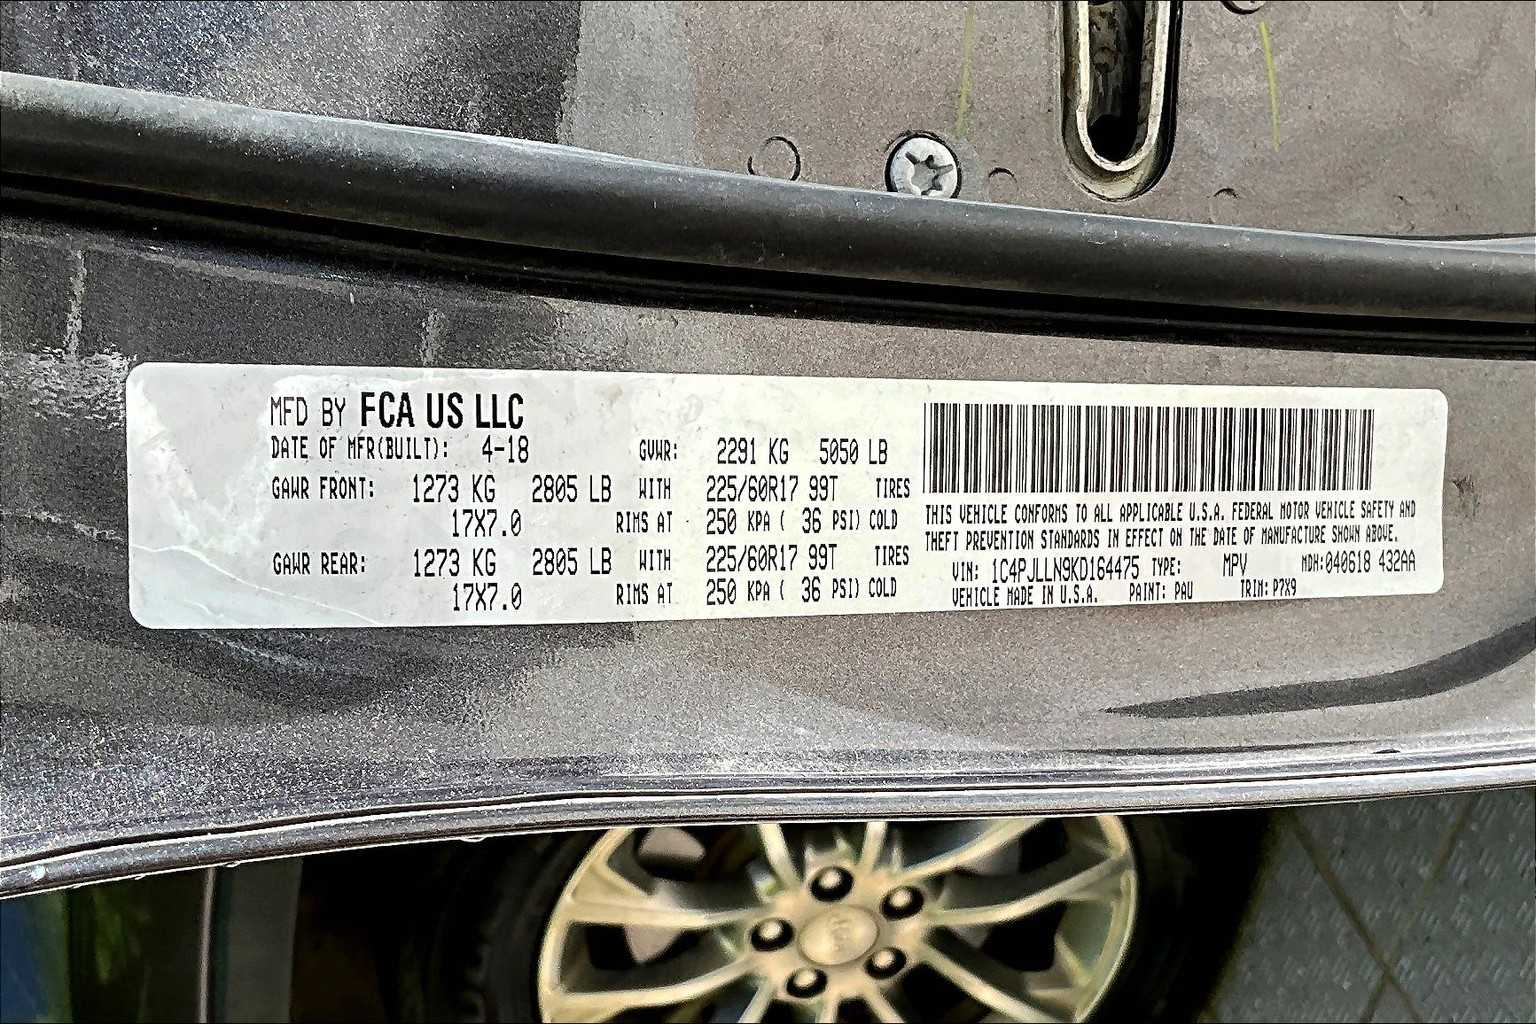 MFD BY FCA US LLC
DATE OF MFR(BUILT): 4-18 GVWR: 2291 KG 5050 LB
GAWR FRONT: 1273 KG 2805 LB WITH 225/60R17 99T TIRES
17X7.0 RIMS AT 250 KPA ( 36 PSI) COLD
GAWR REAR: 1273 KG 2805 LB WITH 225/60R17 99T TIRES
17X7.0 RIMS AT 250 KPA ( 36 PSI) COLD
THIS VEHICLE CONFORMS TO ALL APPLICABLE U.S.A. FEDERAL MOTOR VEHICLE SAFETY AND
THEFT PREVENTION STANDARDS IN EFFECT ON THE DATE OF MANUFACTURE SHOWN ABOVE.
VIN: 1C4PJLLN9KD164475 TYPE: MPV MDH:040618 432AA
VEHICLE MADE IN U.S.A. PAINT: PAU TRIM: P7X9